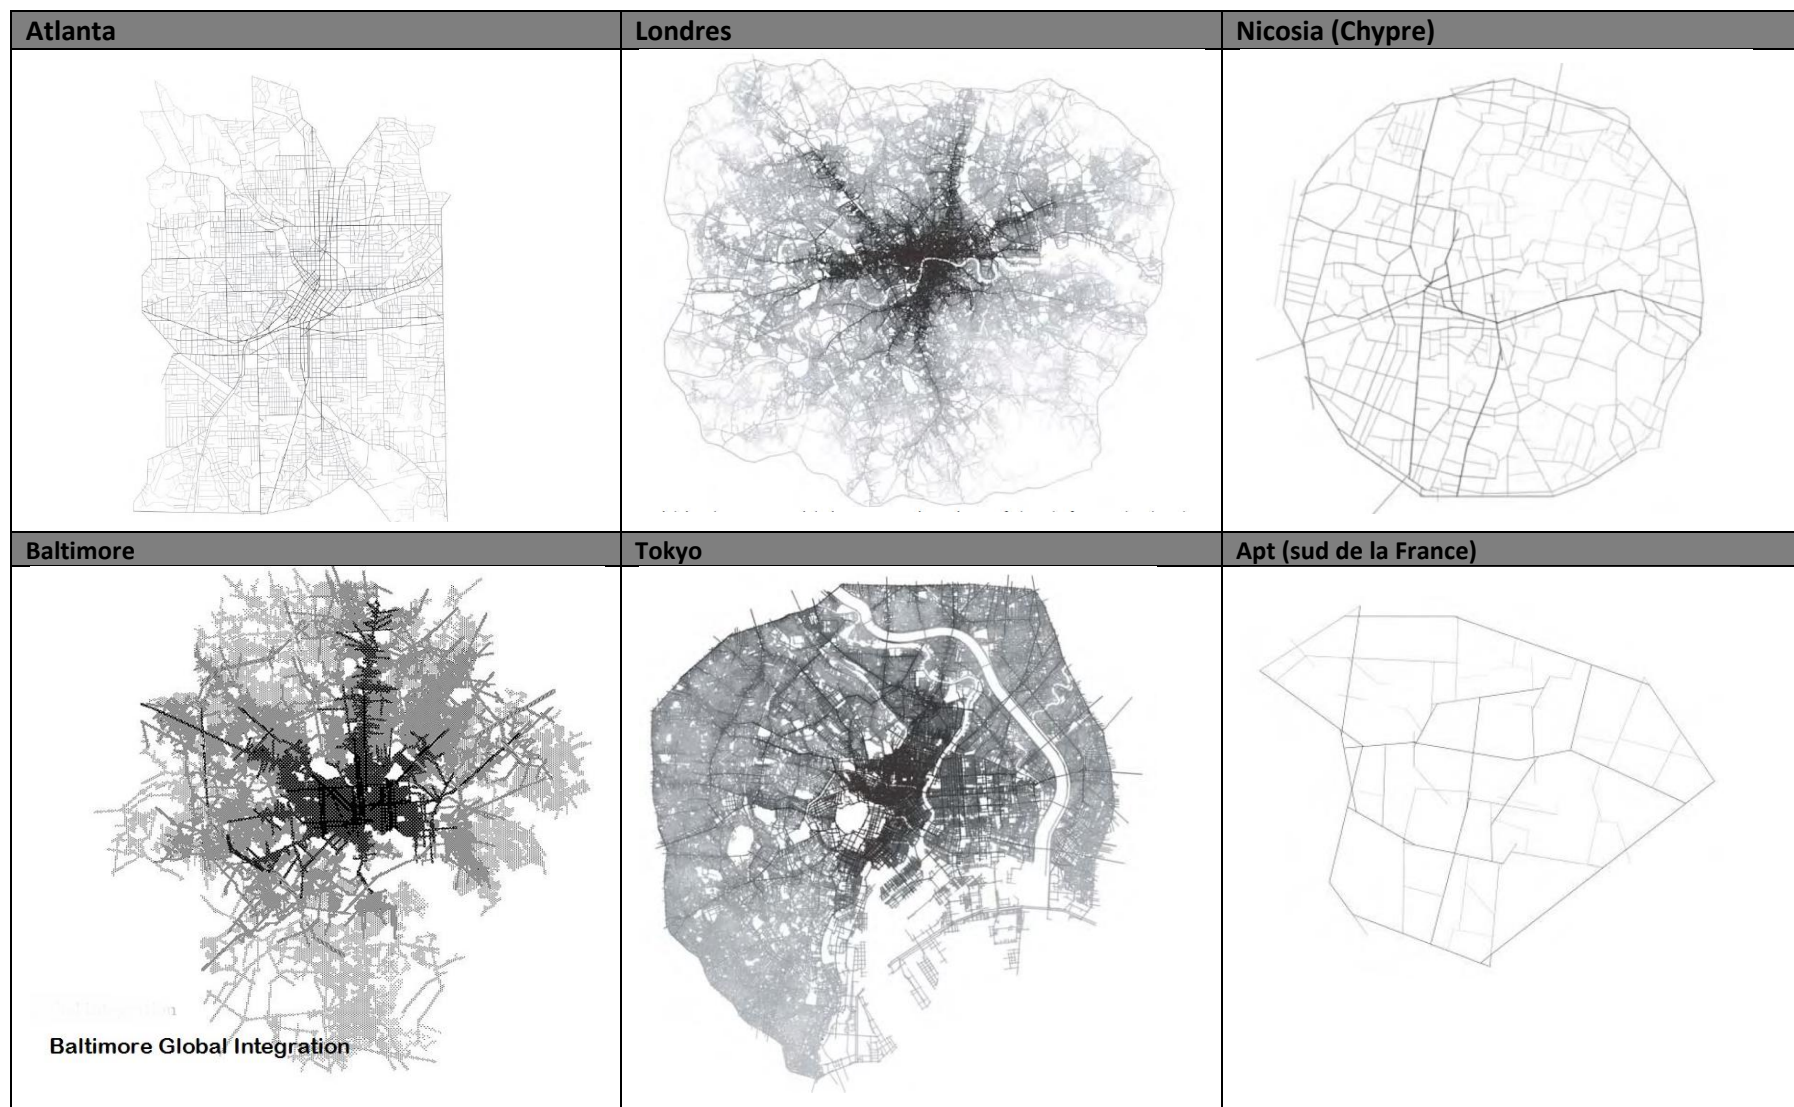 Atlanta
Londres
Nicosia (Chypre)
Baltimore
Tokyo
Apt (sud de la France)
Baltimore Global Integration